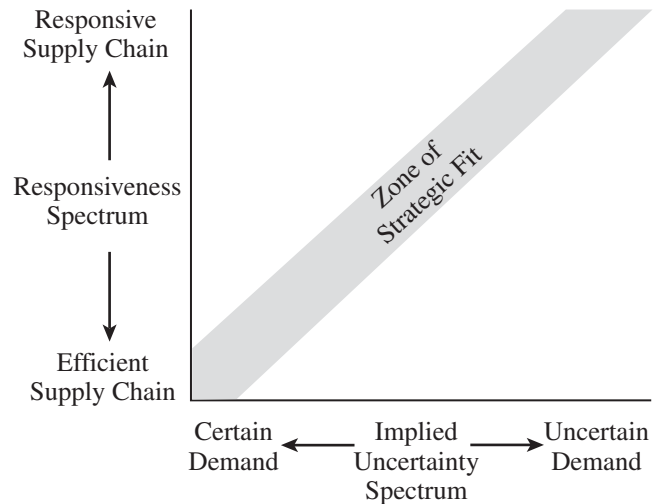 Responsive
Supply Chain
Responsiveness
Spectrum
Efficient
Supply Chain
Zone of
Strategic Fit
Certain
Demand
Implied
Uncertainty
Spectrum
Uncertain
Demand